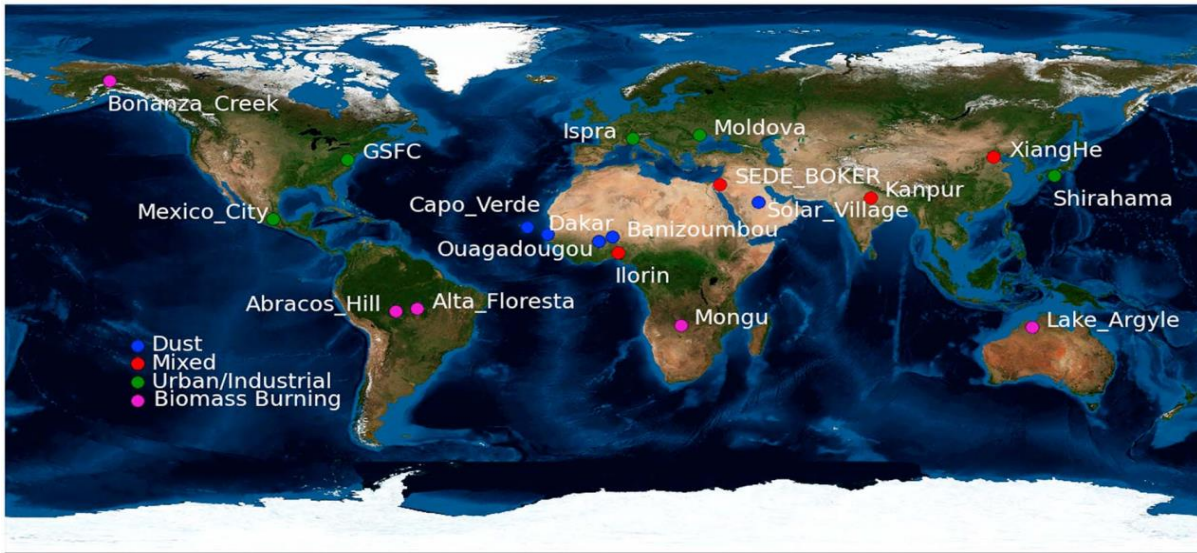 Bonanza_Creek
GSFC
Ispra
Moldova
XiangHe
Mexico_City
Capo_Verde
Dakar
SEDE_BOKER
Kanpur
Shirahama
Solar_Village
Ouagadougou
Banizoumbou
Ilorin
Abracos_Hill
Alta_Floresta
Mongu
Lake_Argyle
Dust
Mixed
Urban/Industrial
Biomass Burning